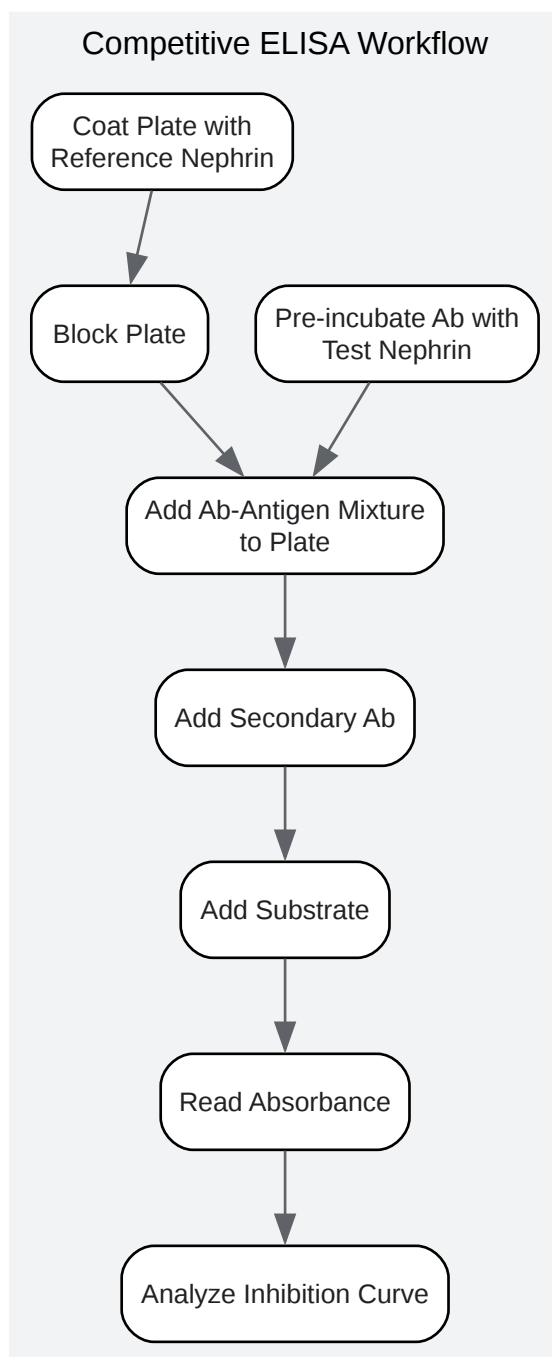 Competitive ELISA Workflow
Coat Plate with
Reference Nephrin
Block Plate
Pre-incubate Ab with
Test Nephrin
Add Ab-Antigen Mixture
to Plate
Add Secondary Ab
Add Substrate
Read Absorbance
Analyze Inhibition Curve